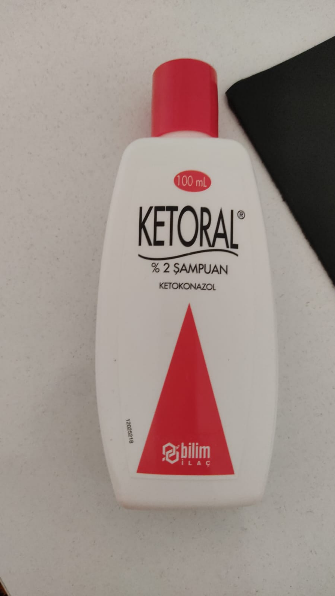 100 mL
KETORAL®
% 2 ŞAMPUAN
KETOKONAZOL
bilim
İLAÇ